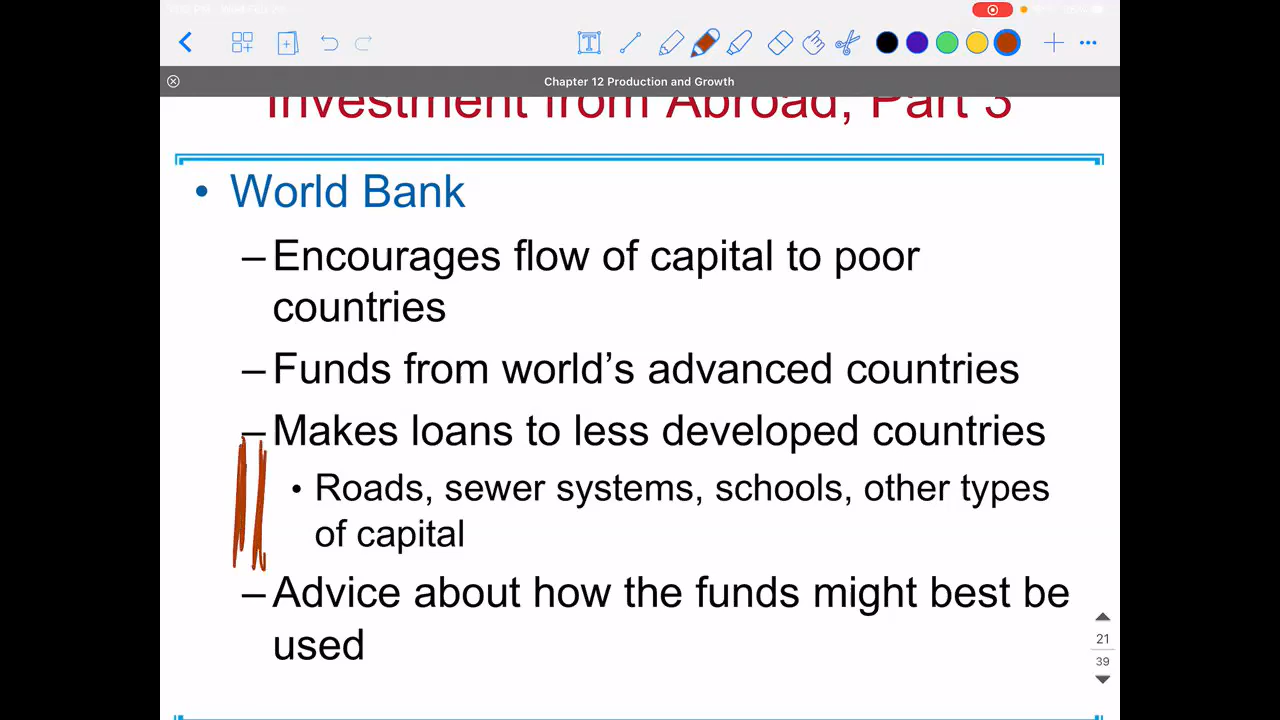 Chapter 12 Production and Growth
Investment from Abroad, Part 3
• World Bank
–Encourages flow of capital to poor
countries
–Funds from world’s advanced countries
–Makes loans to less developed countries
• Roads, sewer systems, schools, other types
of capital
–Advice about how the funds might best be
used
21
39